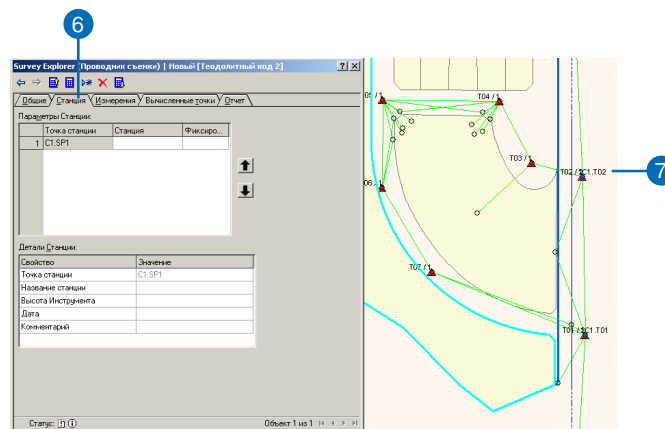 6
Survey Explorer (Проводник съемки) | Новый [Теодолитный ход 2]
Общие Станция Измерения Вычисленные точки Отчет
Параметры Станции:
Точка станции Станция Фиксиро...
1 C1.SP1
Детали Станции:
Свойство Значение
Точка станции C1.SP1
Название станции
Высота Инструмента
Дата
Комментарий
Статус: Объект 1 из 1
T04 / 1
T03 / 1
T02 / 2C1.T02
7
T07 / 1
T01 / 2C1.T01